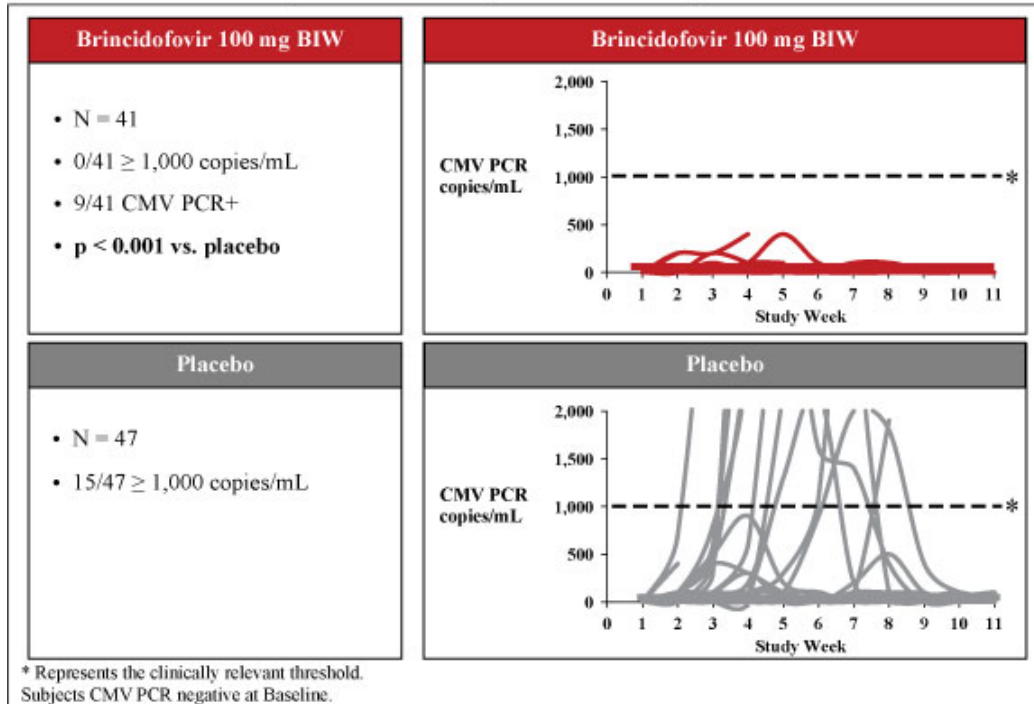 Brincidofovir 100 mg BIW
• N = 41
• 0/41 ≥ 1,000 copies/mL
• 9/41 CMV PCR+
• p < 0.001 vs. placebo
Brincidofovir 100 mg BIW
CMV PCR
copies/mL
2,000
1,500
1,000
500
0
*
0 1 2 3 4 5 6 7 8 9 10 11
Study Week
Placebo
• N = 47
• 15/47 ≥ 1,000 copies/mL
Placebo
CMV PCR
copies/mL
2,000
1,500
1,000
500
0
*
0 1 2 3 4 5 6 7 8 9 10 11
Study Week
* Represents the clinically relevant threshold.
Subjects CMV PCR negative at Baseline.